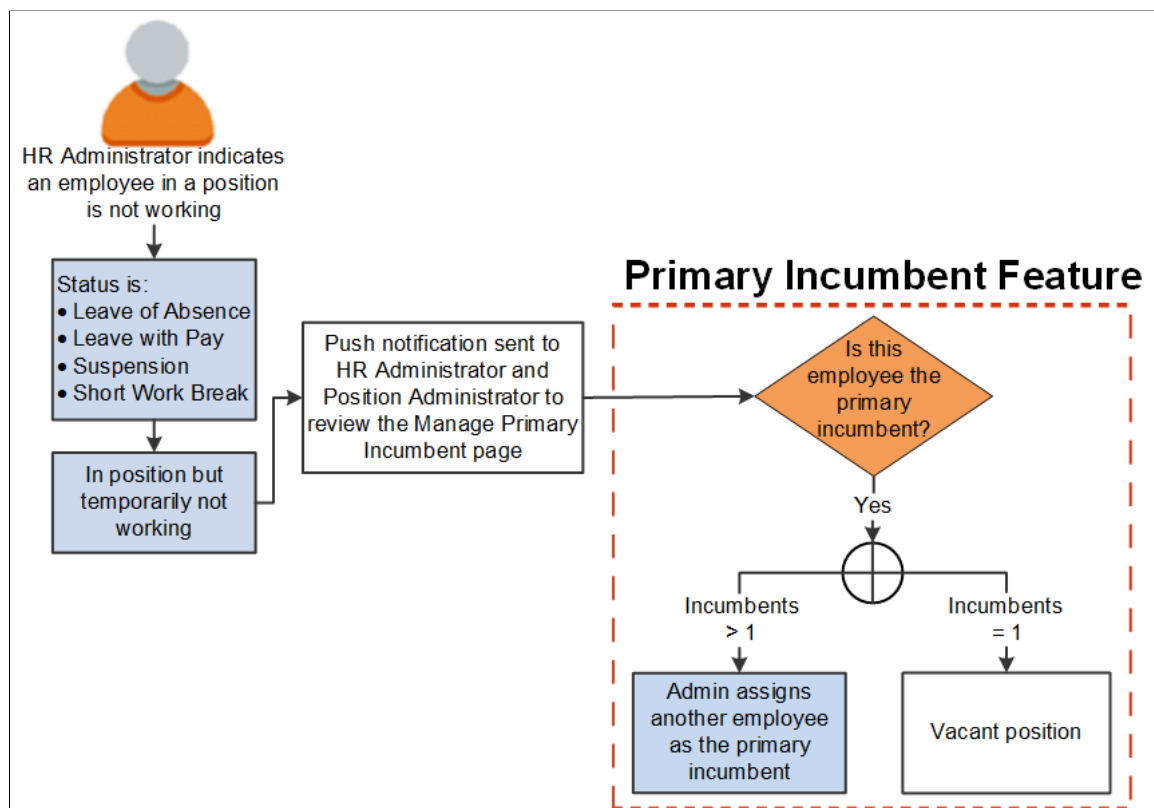 HR Administrator indicates
an employee in a position
is not working
Status is:
• Leave of Absence
• Leave with Pay
• Suspension
• Short Work Break
In position but
temporarily not
working
Push notification sent to
HR Administrator and
Position Administrator to
review the Manage Primary
Incumbent page
Primary Incumbent Feature
Is this
employee the
primary
incumbent?
Yes
Incumbents
> 1
Incumbents
= 1
Admin assigns
another employee
as the primary
incumbent
Vacant position